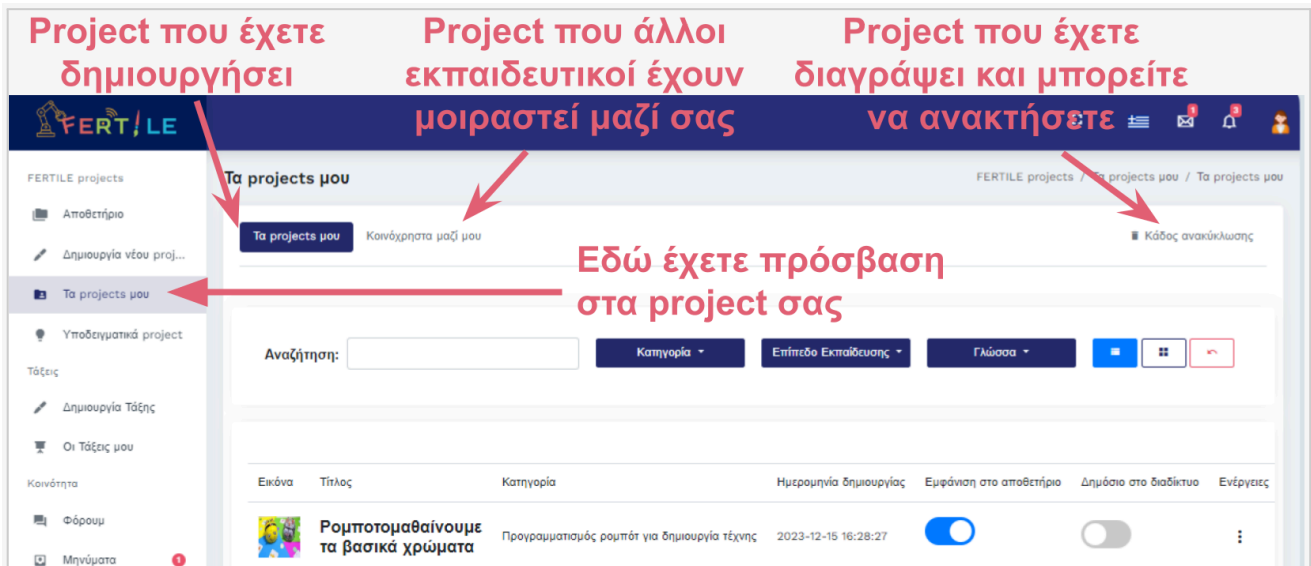 Project που έχετε
δημιουργήσει
Project που άλλοι
εκπαιδευτικοί έχουν
μοιραστεί μαζί σας
Project που έχετε
διαγράψει και μπορείτε
να ανακτήσετε
FERTILE
1
3
FERTILE projects
Αποθετήριο
Δημιουργία νέου proj...
Τα projects μου
Υποδειγματικά project
Τάξεις
Δημιουργία Τάξης
Οι Τάξεις μου
Κοινότητα
Φόρουμ
Μηνύματα 1
Τα projects μου
FERTILE projects / Τα projects μου / Τα projects μου
Τα projects μου Κοινόχρηστα μαζί μου Κάδος ανακύκλωσης
Εδώ έχετε πρόσβαση
στα project σας
Αναζήτηση: Κατηγορία Επίπεδο Εκπαίδευσης Γλώσσα
Εικόνα Τίτλος Κατηγορία Ημερομηνία δημιουργίας Εμφάνιση στο αποθετήριο Δημόσιο στο διαδίκτυο Ενέργειες
Ρομποτομαθαίνουμε
τα βασικά χρώματα
Προγραμματισμός ρομπότ για δημιουργία τέχνης 2023-12-15 16:28:27